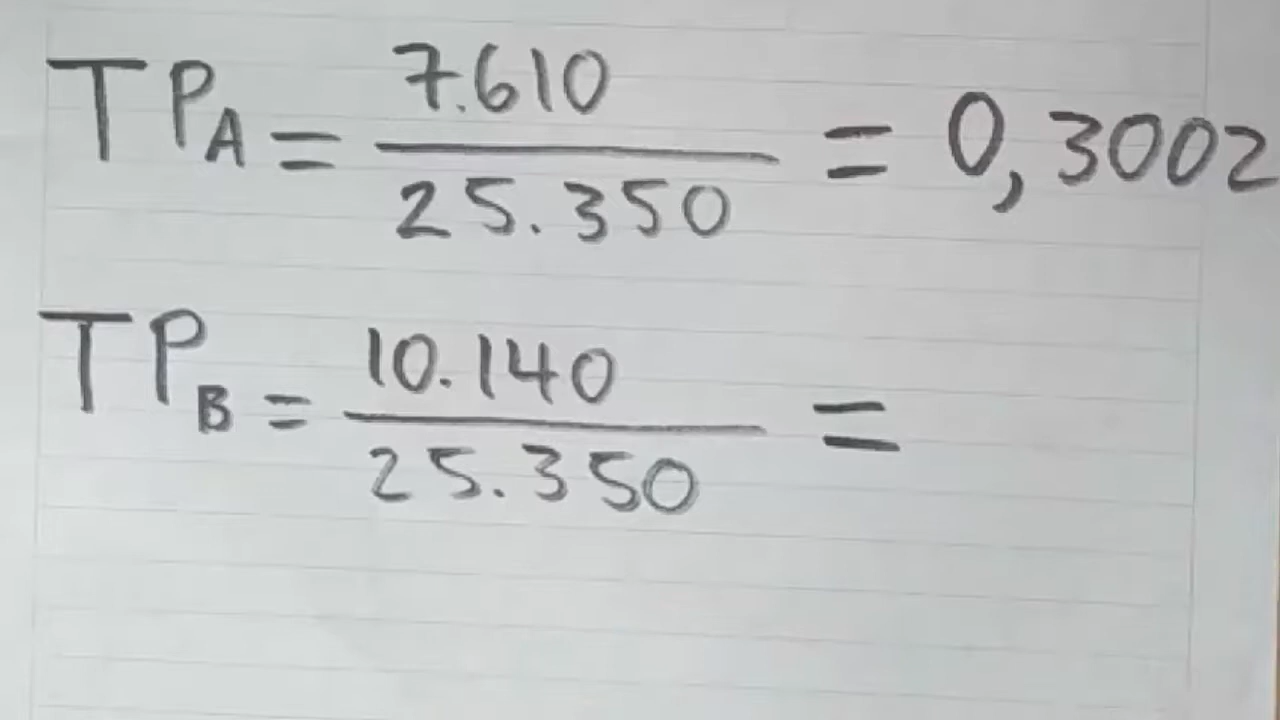 TP_A = 7.610 / 25.350 = 0,3002
TP_B = 10.140 / 25.350 =